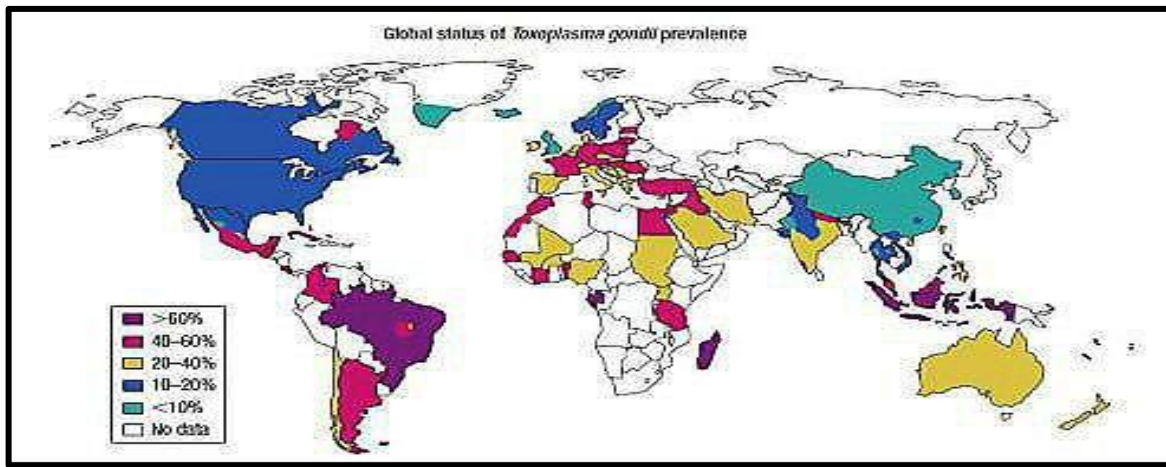 Global status of Toxoplasma gondii prevalence
>60%
40–60%
20–40%
10–20%
<10%
No data